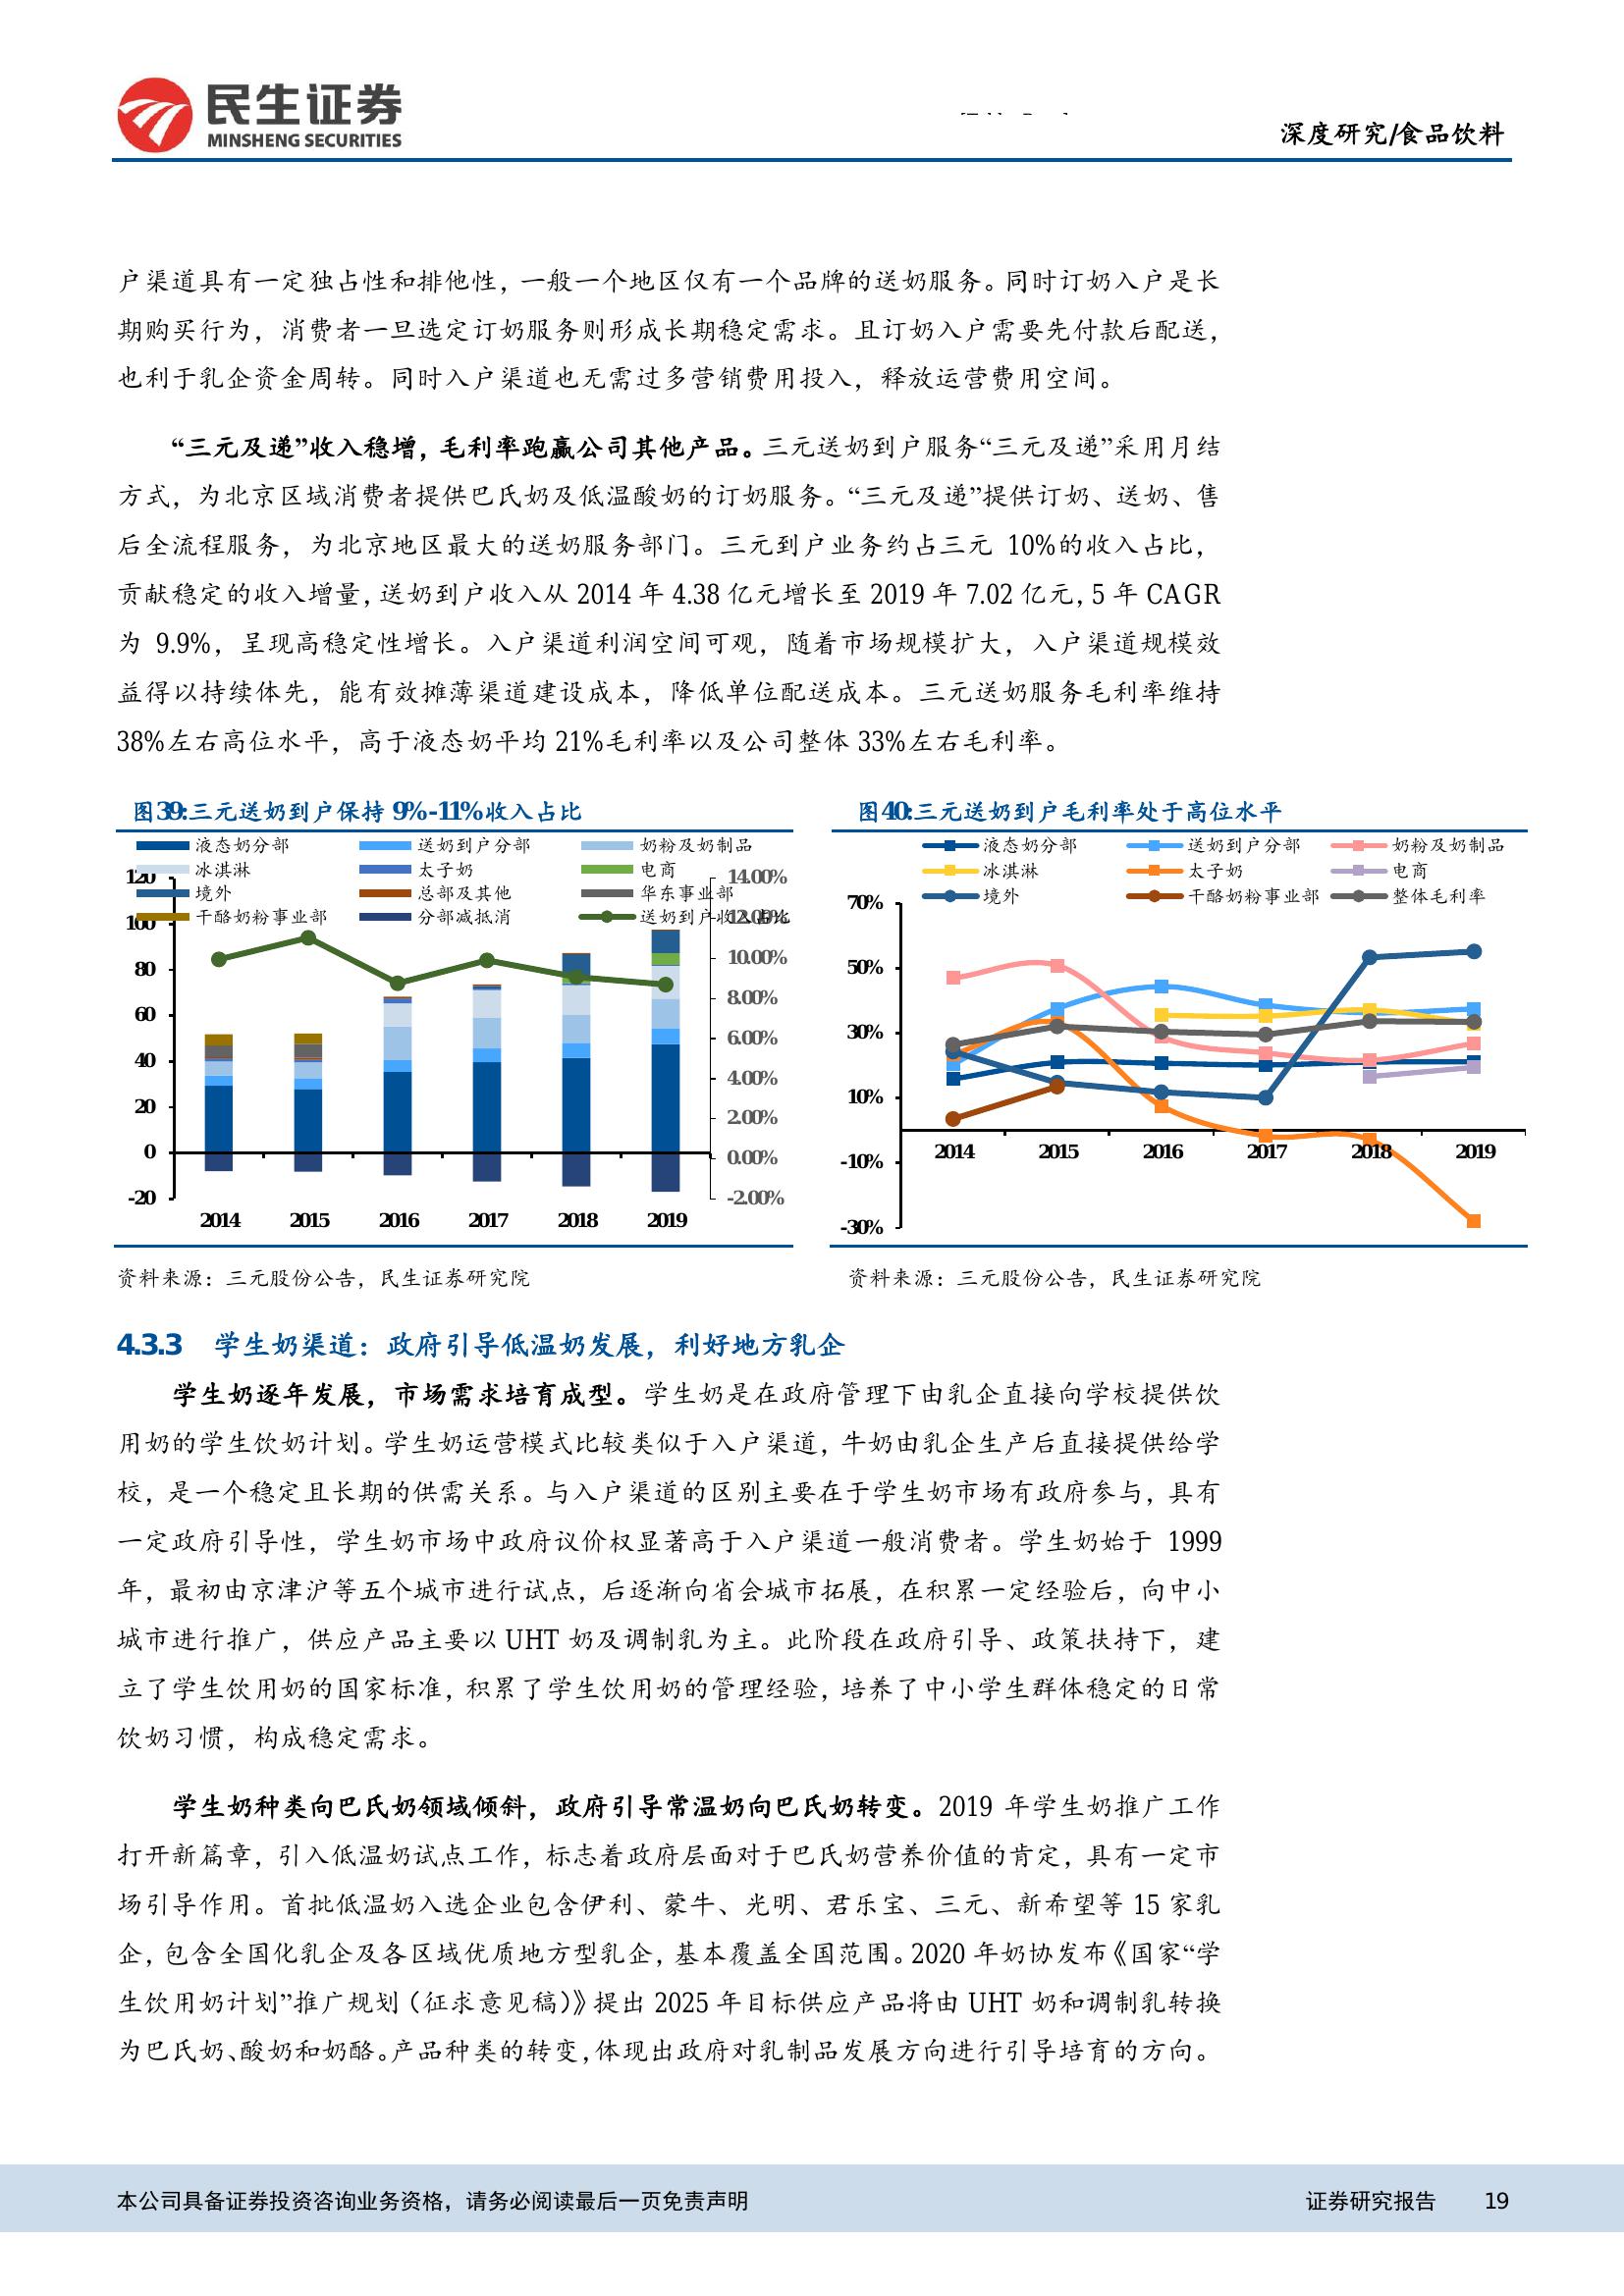 民生证券
MINSHENG SECURITIES
深度研究/食品饮料
户渠道具有一定独占性和排他性，一般一个地区仅有一个品牌的送奶服务。同时订奶入户是长
期购买行为，消费者一旦选定订奶服务则形成长期稳定需求。且订奶入户需要先付款后配送，
也利于乳企资金周转。同时入户渠道也无需过多营销费用投入，释放运营费用空间。
“三元及递”收入稳增，毛利率跑赢公司其他产品。三元送奶到户服务“三元及递”采用月结
方式，为北京区域消费者提供巴氏奶及低温酸奶的订奶服务。“三元及递”提供订奶、送奶、售
后全流程服务，为北京地区最大的送奶服务部门。三元到户业务约占三元 10%的收入占比，
贡献稳定的收入增量，送奶到户收入从 2014 年 4.38 亿元增长至 2019 年 7.02 亿元，5 年 CAGR
为 9.9%，呈现高稳定性增长。入户渠道利润空间可观，随着市场规模扩大，入户渠道规模效
益得以持续体先，能有效摊薄渠道建设成本，降低单位配送成本。三元送奶服务毛利率维持
38%左右高位水平，高于液态奶平均 21%毛利率以及公司整体 33%左右毛利率。
图39:三元送奶到户保持 9%-11%收入占比
液态奶分部 送奶到户分部 奶粉及奶制品
冰淇淋 太子奶 电商
境外 总部及其他 华东事业部
干酪奶粉事业部 分部减抵消 送奶到户收入占比
120
100
80
60
40
20
0
-20
14.00%
12.00%
10.00%
8.00%
6.00%
4.00%
2.00%
0.00%
-2.00%
2014 2015 2016 2017 2018 2019
资料来源：三元股份公告，民生证券研究院
图40:三元送奶到户毛利率处于高位水平
液态奶分部 送奶到户分部 奶粉及奶制品
冰淇淋 太子奶 电商
境外 干酪奶粉事业部 整体毛利率
70%
50%
30%
10%
-10%
-30%
2014 2015 2016 2017 2018 2019
资料来源：三元股份公告，民生证券研究院
4.3.3 学生奶渠道：政府引导低温奶发展，利好地方乳企
学生奶逐年发展，市场需求培育成型。学生奶是在政府管理下由乳企直接向学校提供饮
用奶的学生饮奶计划。学生奶运营模式比较类似于入户渠道，牛奶由乳企生产后直接提供给学
校，是一个稳定且长期的供需关系。与入户渠道的区别主要在于学生奶市场有政府参与，具有
一定政府引导性，学生奶市场中政府议价权显著高于入户渠道一般消费者。学生奶始于 1999
年，最初由京津沪等五个城市进行试点，后逐渐向省会城市拓展，在积累一定经验后，向中小
城市进行推广，供应产品主要以 UHT 奶及调制乳为主。此阶段在政府引导、政策扶持下，建
立了学生饮用奶的国家标准，积累了学生饮用奶的管理经验，培养了中小学生群体稳定的日常
饮奶习惯，构成稳定需求。
学生奶种类向巴氏奶领域倾斜，政府引导常温奶向巴氏奶转变。2019 年学生奶推广工作
打开新篇章，引入低温奶试点工作，标志着政府层面对于巴氏奶营养价值的肯定，具有一定市
场引导作用。首批低温奶入选企业包含伊利、蒙牛、光明、君乐宝、三元、新希望等 15 家乳
企，包含全国化乳企及各区域优质地方型乳企，基本覆盖全国范围。2020 年奶协发布《国家“学
生饮用奶计划”推广规划（征求意见稿）》提出 2025 年目标供应产品将由 UHT 奶和调制乳转换
为巴氏奶、酸奶和奶酪。产品种类的转变，体现出政府对乳制品发展方向进行引导培育的方向。
本公司具备证券投资咨询业务资格，请务必阅读最后一页免责声明 证券研究报告 19